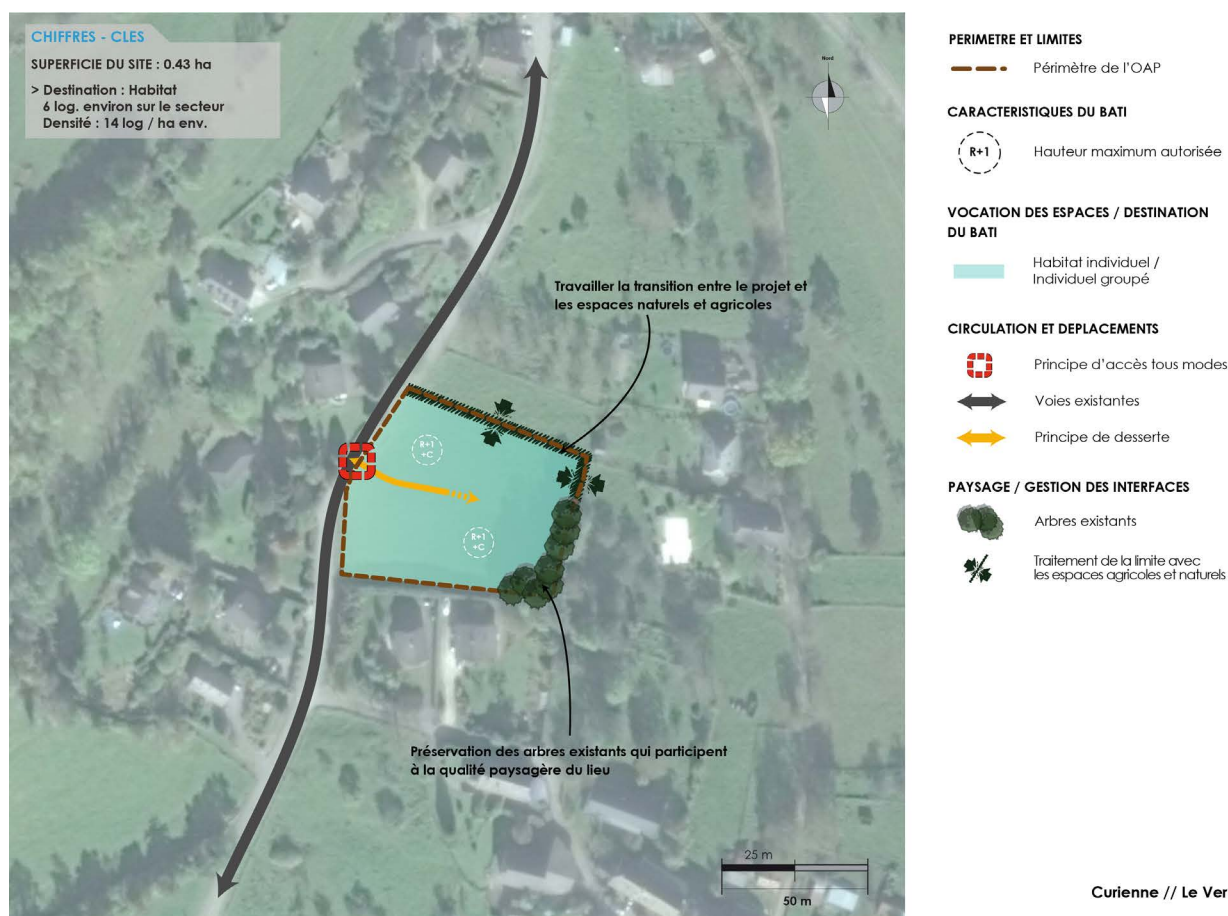 CHIFFRES - CLES
SUPERFICIE DU SITE : 0.43 ha
> Destination : Habitat
6 log. environ sur le secteur
Densité : 14 log / ha env.
Nord
Travailler la transition entre le projet et
les espaces naturels et agricoles
R+1
+C
R+1
+C
Préservation des arbres existants qui participent
à la qualité paysagère du lieu
25 m
50 m
PERIMETRE ET LIMITES
Périmètre de l'OAP
CARACTERISTIQUES DU BATI
R+1
Hauteur maximum autorisée
VOCATION DES ESPACES / DESTINATION
DU BATI
Habitat individuel /
Individuel groupé
CIRCULATION ET DEPLACEMENTS
Principe d'accès tous modes
Voies existantes
Principe de desserte
PAYSAGE / GESTION DES INTERFACES
Arbres existants
Traitement de la limite avec
les espaces agricoles et naturels
Curienne // Le Ver